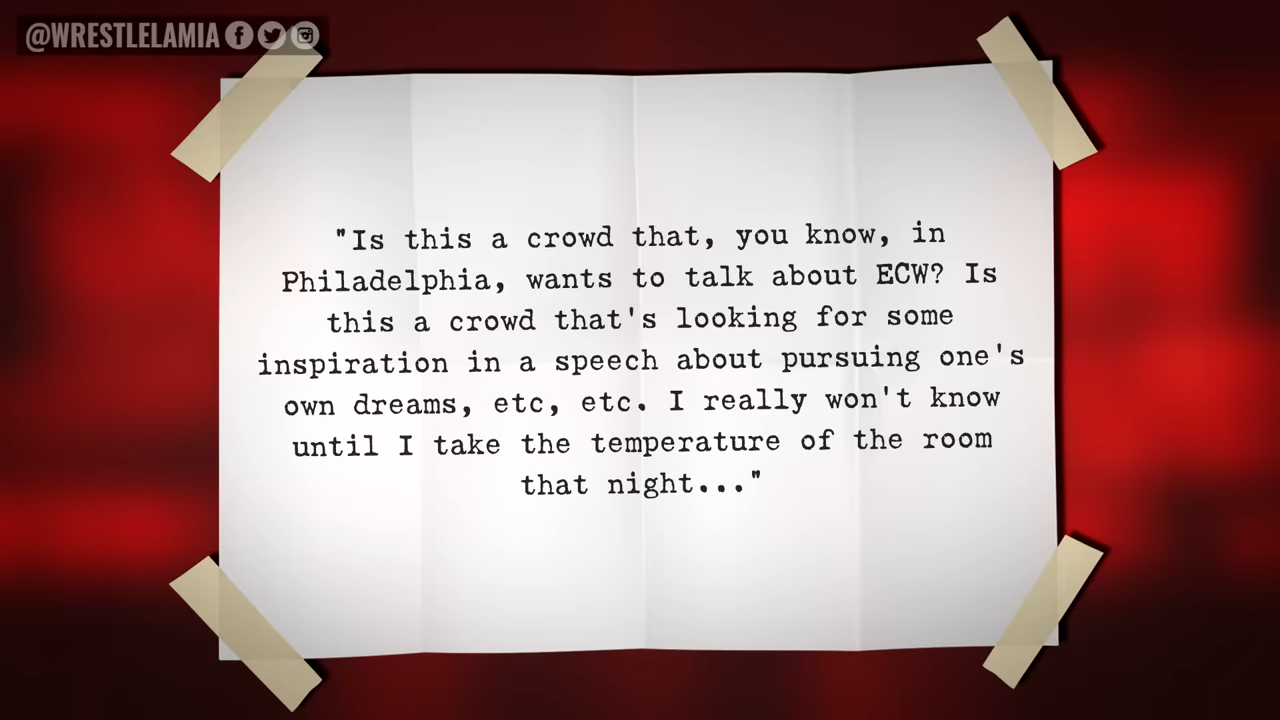 @WRESTLELAMIA
"Is this a crowd that, you know, in
Philadelphia, wants to talk about ECW? Is
this a crowd that's looking for some
inspiration in a speech about pursuing one's
own dreams, etc, etc. I really won't know
until I take the temperature of the room
that night..."